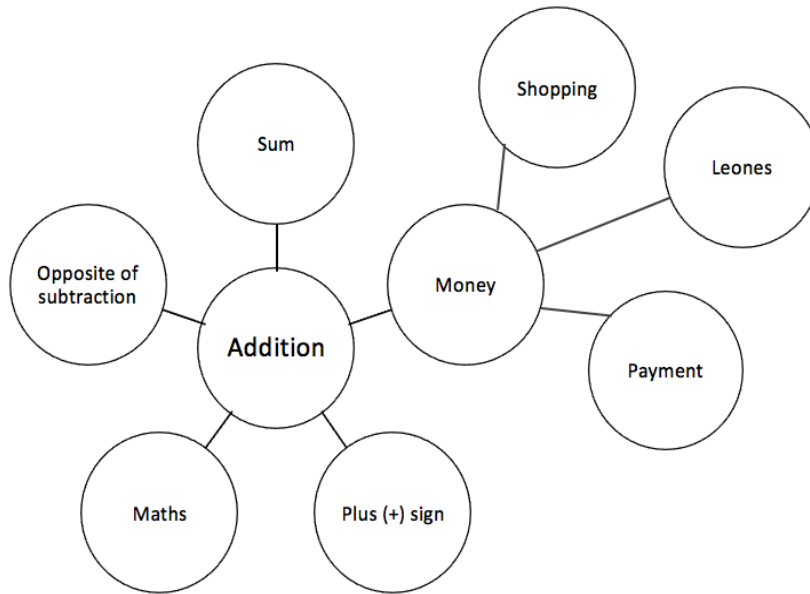 Shopping
Sum
Leones
Opposite of
subtraction
Money
Addition
Payment
Maths
Plus (+) sign